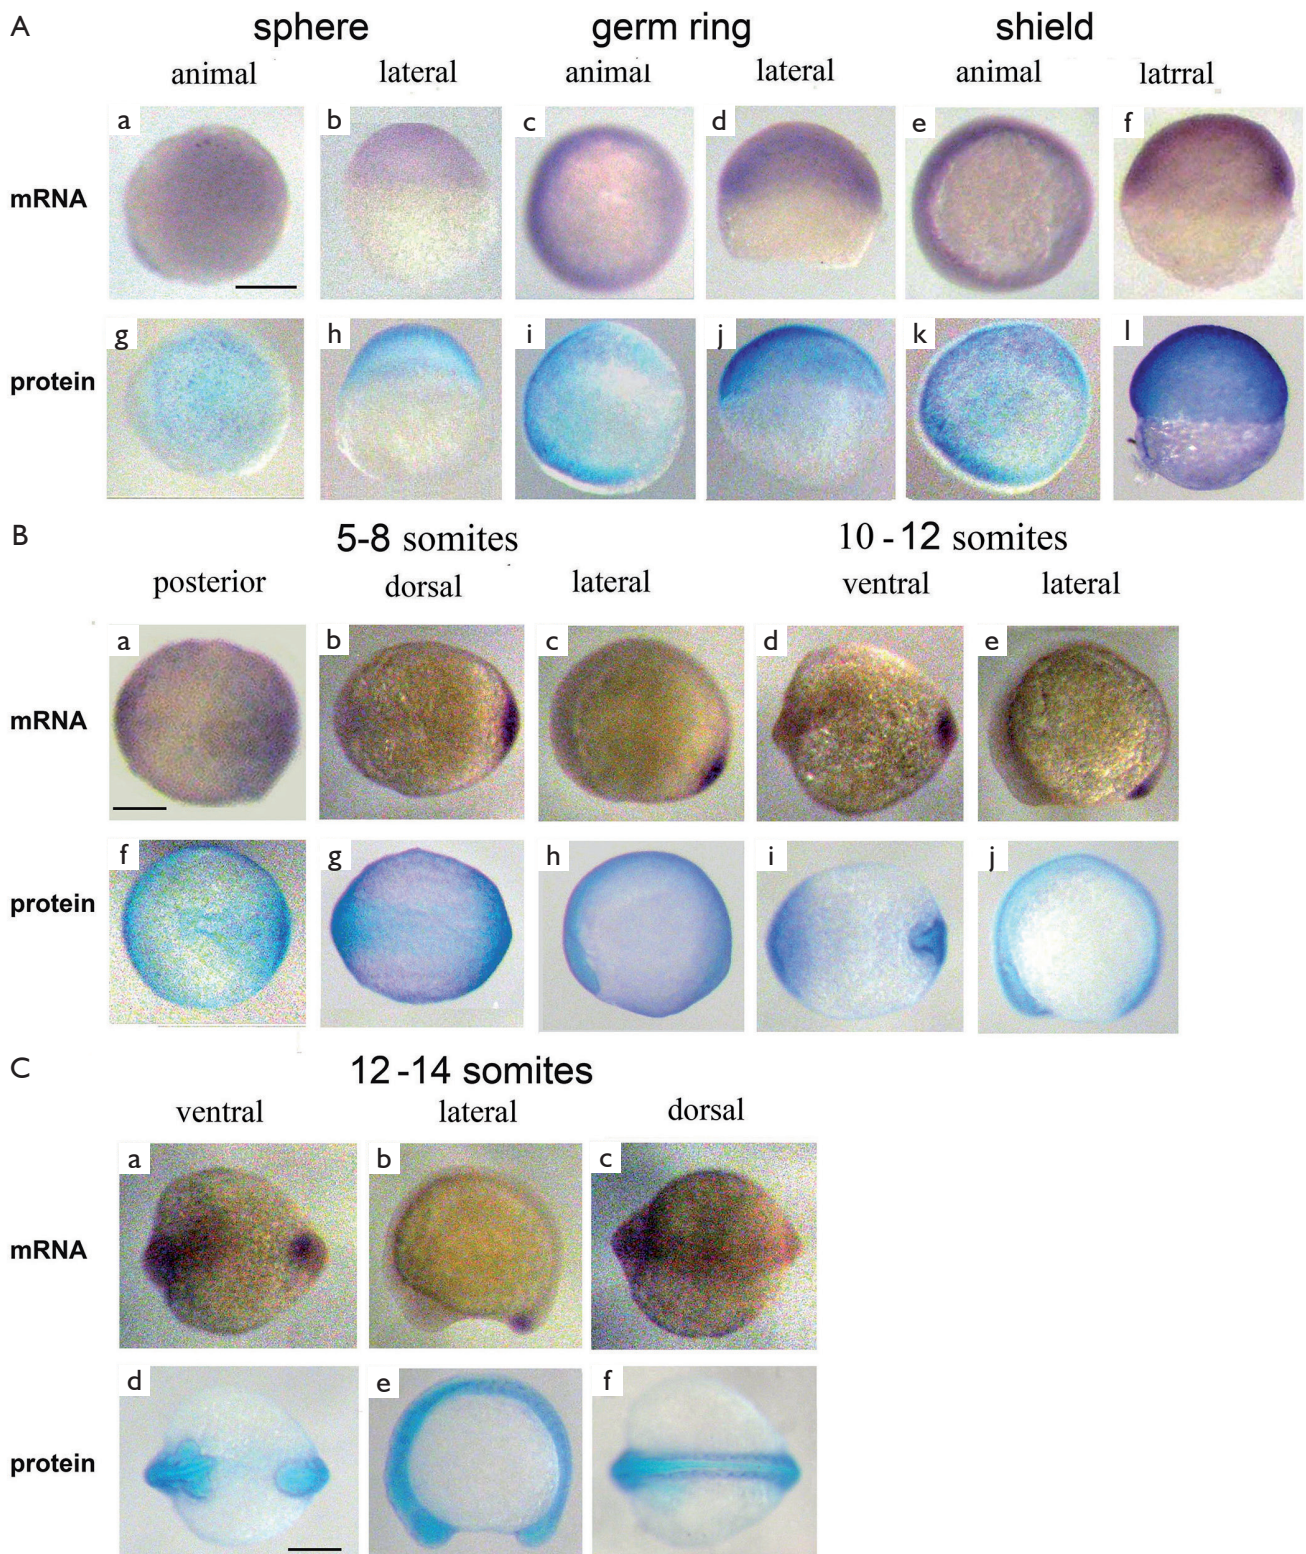 A
sphere germ ring shield
animal lateral animal lateral animal latrral
a b c d e f
mRNA
g h i j k l
protein
B
5-8 somites 10 - 12 somites
posterior dorsal lateral ventral lateral
a b c d e
mRNA
f g h i j
protein
C
12 -14 somites
ventral lateral dorsal
a b c
mRNA
d e f
protein